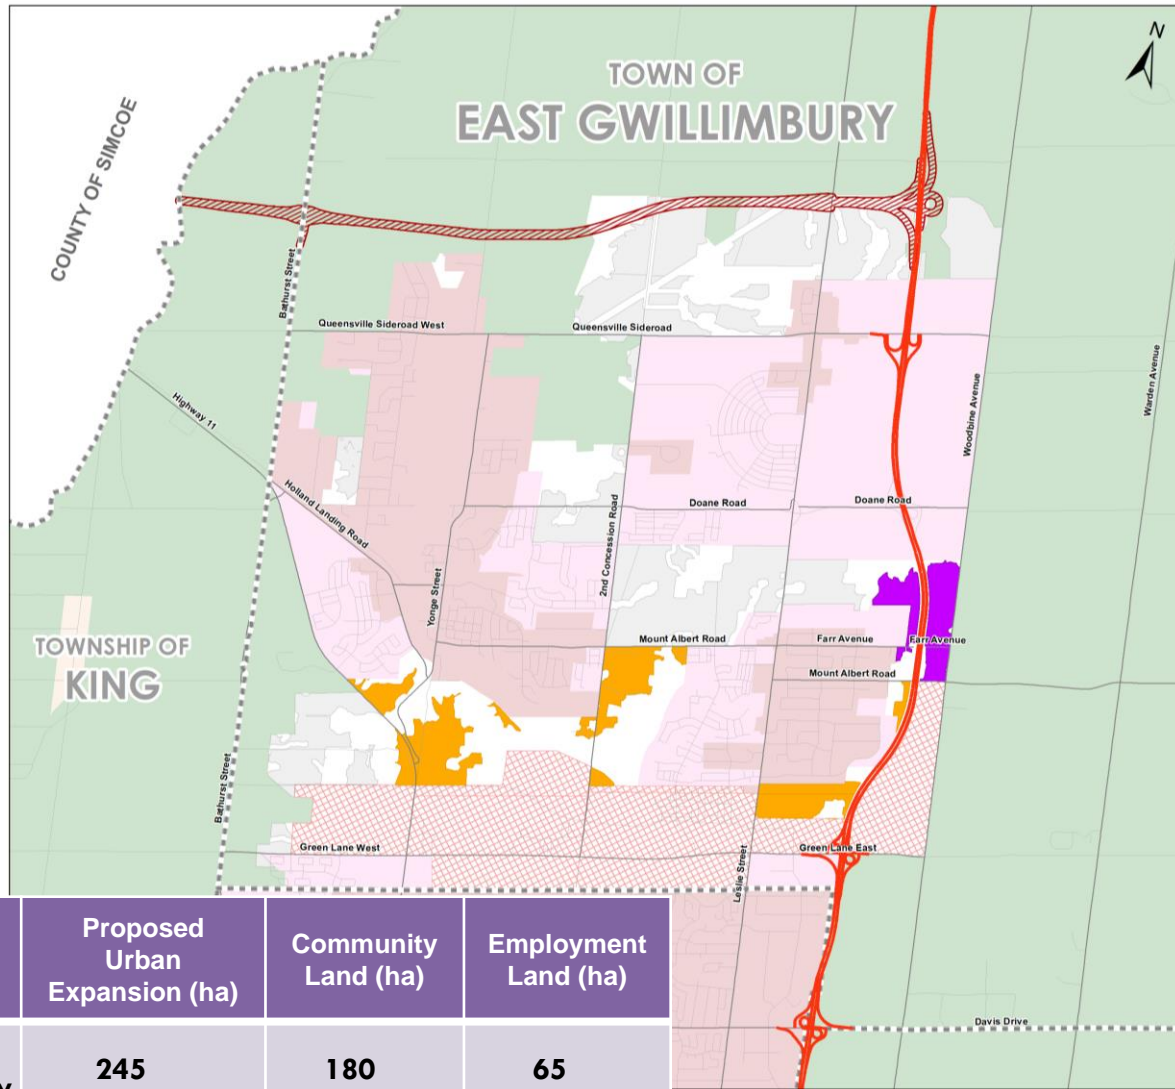 N
TOWN OF
EAST GWILLIMBURY
COUNTY OF SIMCOE
Bathurst Street
Queensville Sideroad West
Queensville Sideroad
Warden Avenue
Woodbine Avenue
Highway 11
Holland Landing Road
Doane Road
Doane Road
2nd Concession Road
Yonge Street
TOWNSHIP OF
KING
Mount Albert Road
Farr Avenue
Farr Avenue
Mount Albert Road
Bathurst Street
Green Lane West
Green Lane East
Leslie Street
Davis Drive
Proposed
Urban
Expansion (ha)
Community
Land (ha)
Employment
Land (ha)
245
180
65